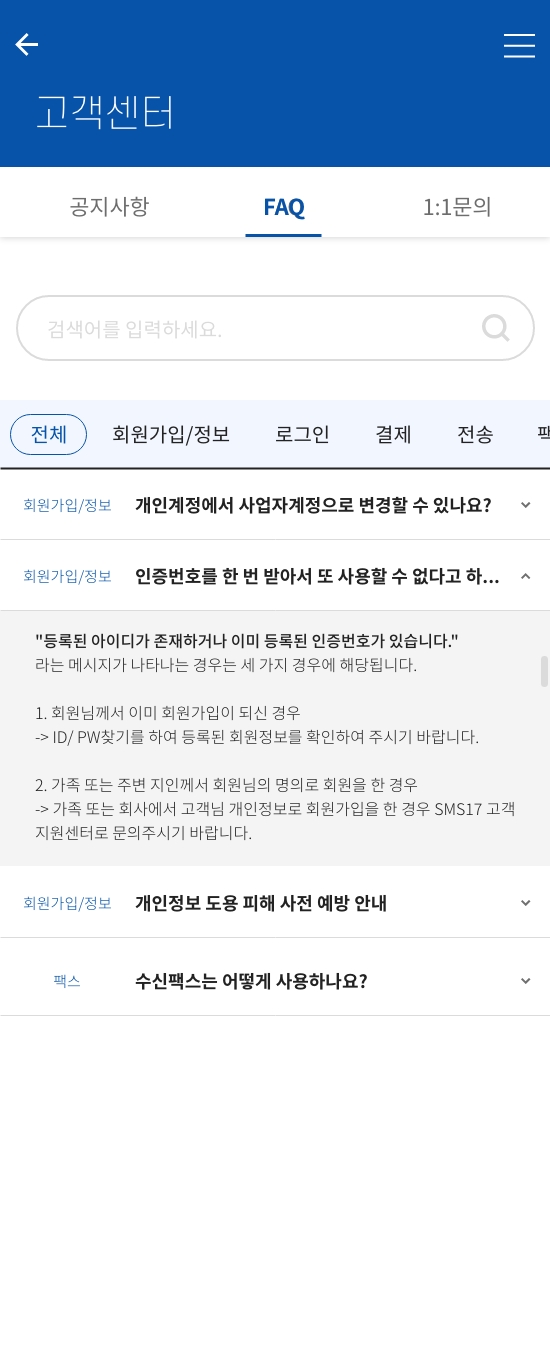 고객센터
공지사항 FAQ 1:1문의
검색어를 입력하세요.
전체 회원가입/정보 로그인 결제 전송
회원가입/정보 개인계정에서 사업자계정으로 변경할 수 있나요?
회원가입/정보 인증번호를 한 번 받아서 또 사용할 수 없다고 하...
"등록된 아이디가 존재하거나 이미 등록된 인증번호가 있습니다."
라는 메시지가 나타나는 경우는 세 가지 경우에 해당됩니다.
1. 회원님께서 이미 회원가입이 되신 경우
-> ID/ PW찾기를 하여 등록된 회원정보를 확인하여 주시기 바랍니다.
2. 가족 또는 주변 지인께서 회원님의 명의로 회원을 한 경우
-> 가족 또는 회사에서 고객님 개인정보로 회원가입을 한 경우 SMS17 고객
지원센터로 문의주시기 바랍니다.
회원가입/정보 개인정보 도용 피해 사전 예방 안내
팩스 수신팩스는 어떻게 사용하나요?